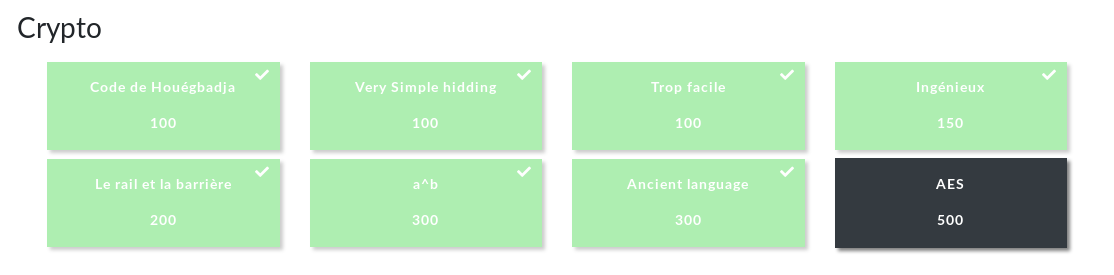 Crypto
Code de Houégbadja
100
Very Simple hidding
100
Trop facile
100
Ingénieux
150
Le rail et la barrière
200
a^b
300
Ancient language
300
AES
500